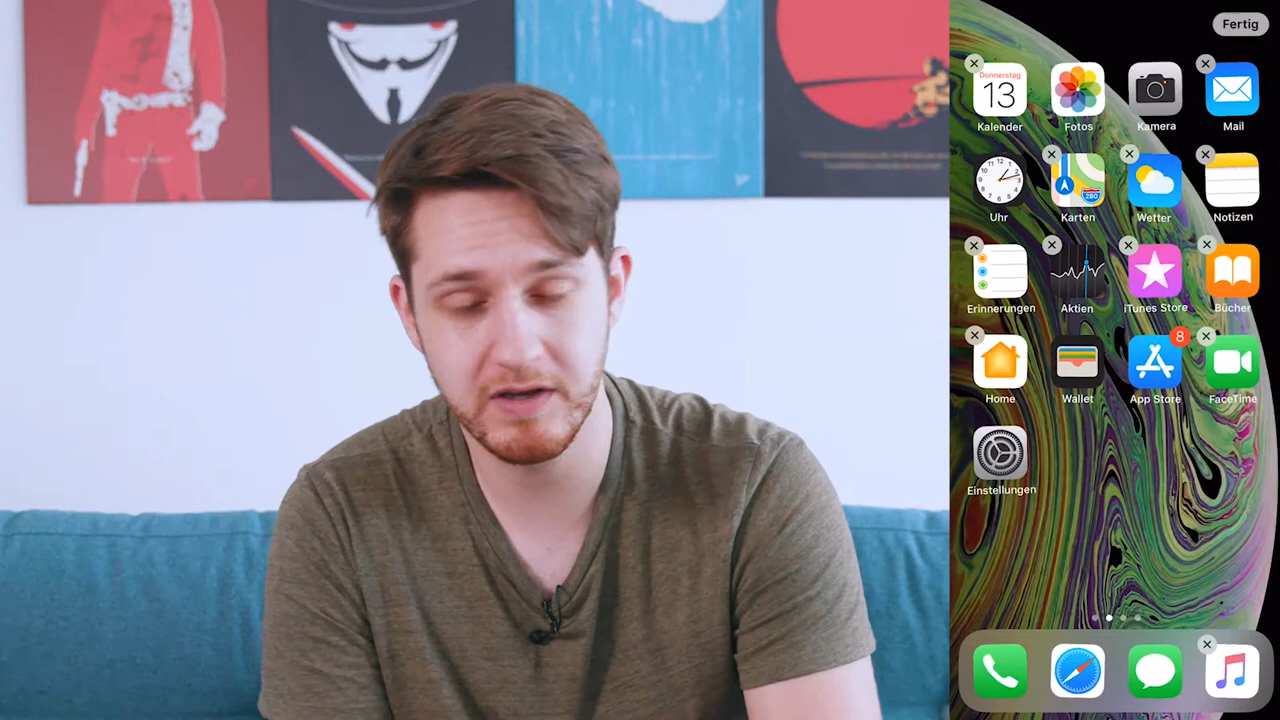 Fertig
Donnerstag
13
Kalender
Fotos
Kamera
Mail
Uhr
Karten
Wetter
Notizen
280
Erinnerungen
Aktien
iTunes Store
Bücher
8
Home
Wallet
App Store
FaceTime
Einstellungen